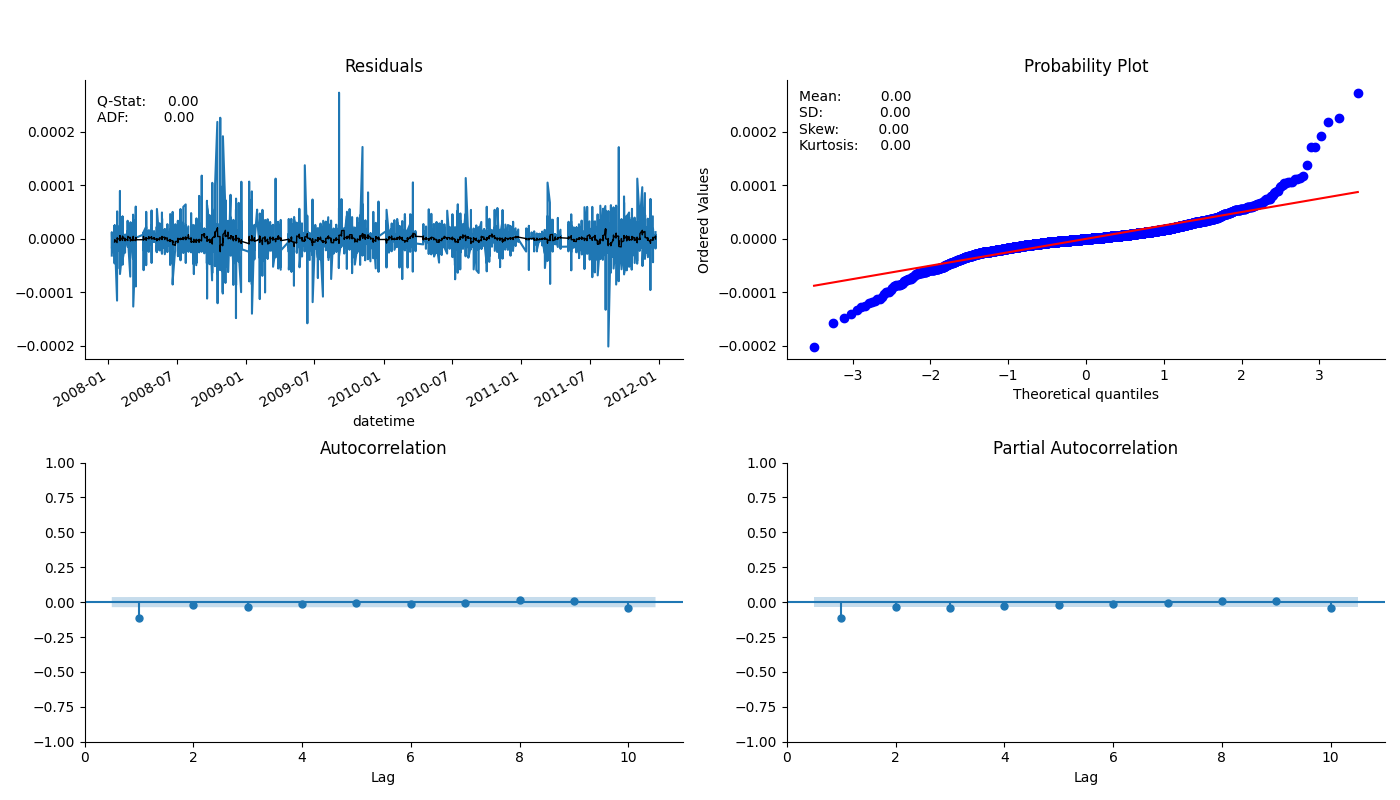 Residuals
Q-Stat: 0.00
ADF: 0.00
0.0002
0.0001
0.0000
−0.0001
−0.0002
2008-01 2008-07 2009-01 2009-07 2010-01 2010-07 2011-01 2011-07 2012-01
datetime
Probability Plot
Mean: 0.00
SD: 0.00
Skew: 0.00
Kurtosis: 0.00
Ordered Values
0.0002
0.0001
0.0000
−0.0001
−0.0002
−3 −2 −1 0 1 2 3
Theoretical quantiles
Autocorrelation
1.00
0.75
0.50
0.25
0.00
−0.25
−0.50
−0.75
−1.00
0 2 4 6 8 10
Lag
Partial Autocorrelation
1.00
0.75
0.50
0.25
0.00
−0.25
−0.50
−0.75
−1.00
0 2 4 6 8 10
Lag